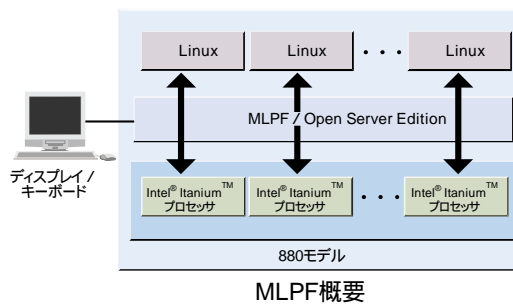 Linux Linux ・・・ Linux
MLPF / Open Server Edition
ディスプレイ /
キーボード
Intel® Itanium™
プロセッサ
Intel® Itanium™
プロセッサ
・・・
Intel® Itanium™
プロセッサ
880モデル
MLPF概要